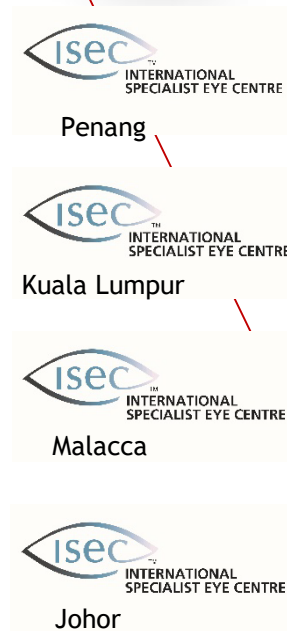 ISEC
TM
INTERNATIONAL
SPECIALIST EYE CENTRE
Penang
ISEC
TM
INTERNATIONAL
SPECIALIST EYE CENTRE
Kuala Lumpur
ISEC
TM
INTERNATIONAL
SPECIALIST EYE CENTRE
Malacca
ISEC
TM
INTERNATIONAL
SPECIALIST EYE CENTRE
Johor